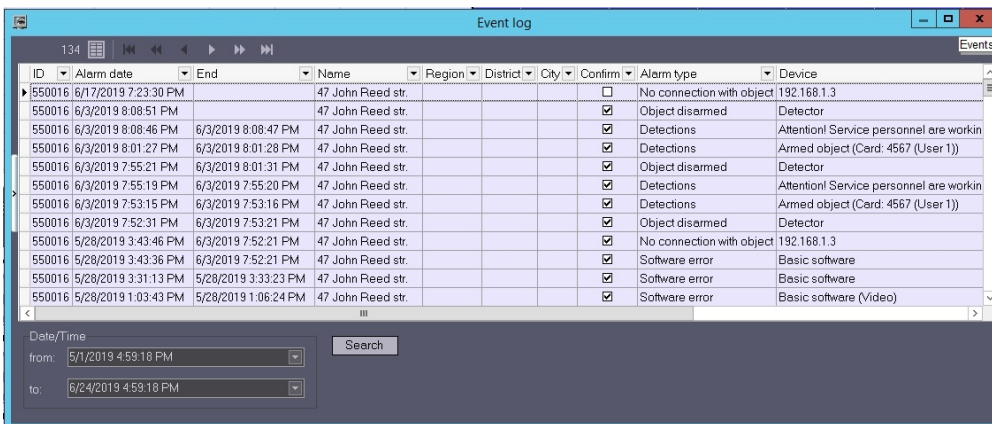 Event log
134
Events
ID Alarm date End Name Region District City Confirm Alarm type Device
550016 6/17/2019 7:23:30 PM 47 John Reed str. No connection with object 192.168.1.3
550016 6/3/2019 8:08:51 PM 47 John Reed str. Object disarmed Detector
550016 6/3/2019 8:08:46 PM 6/3/2019 8:08:47 PM 47 John Reed str. Detections Attention! Service personnel are workin
550016 6/3/2019 8:01:27 PM 6/3/2019 8:01:28 PM 47 John Reed str. Detections Armed object (Card: 4567 (User 1))
550016 6/3/2019 7:55:21 PM 6/3/2019 8:01:31 PM 47 John Reed str. Object disarmed Detector
550016 6/3/2019 7:55:19 PM 6/3/2019 7:55:20 PM 47 John Reed str. Detections Attention! Service personnel are workin
550016 6/3/2019 7:53:15 PM 6/3/2019 7:53:16 PM 47 John Reed str. Detections Armed object (Card: 4567 (User 1))
550016 6/3/2019 7:52:31 PM 6/3/2019 7:53:21 PM 47 John Reed str. Object disarmed Detector
550016 5/28/2019 3:43:46 PM 6/3/2019 7:52:21 PM 47 John Reed str. No connection with object 192.168.1.3
550016 5/28/2019 3:43:36 PM 6/3/2019 7:52:21 PM 47 John Reed str. Software error Basic software
550016 5/28/2019 3:31:13 PM 5/28/2019 3:33:23 PM 47 John Reed str. Software error Basic software
550016 5/28/2019 1:03:43 PM 5/28/2019 1:06:24 PM 47 John Reed str. Software error Basic software (Video)
Date/Time
from: 5/1/2019 4:59:18 PM
Search
to: 6/24/2019 4:59:18 PM